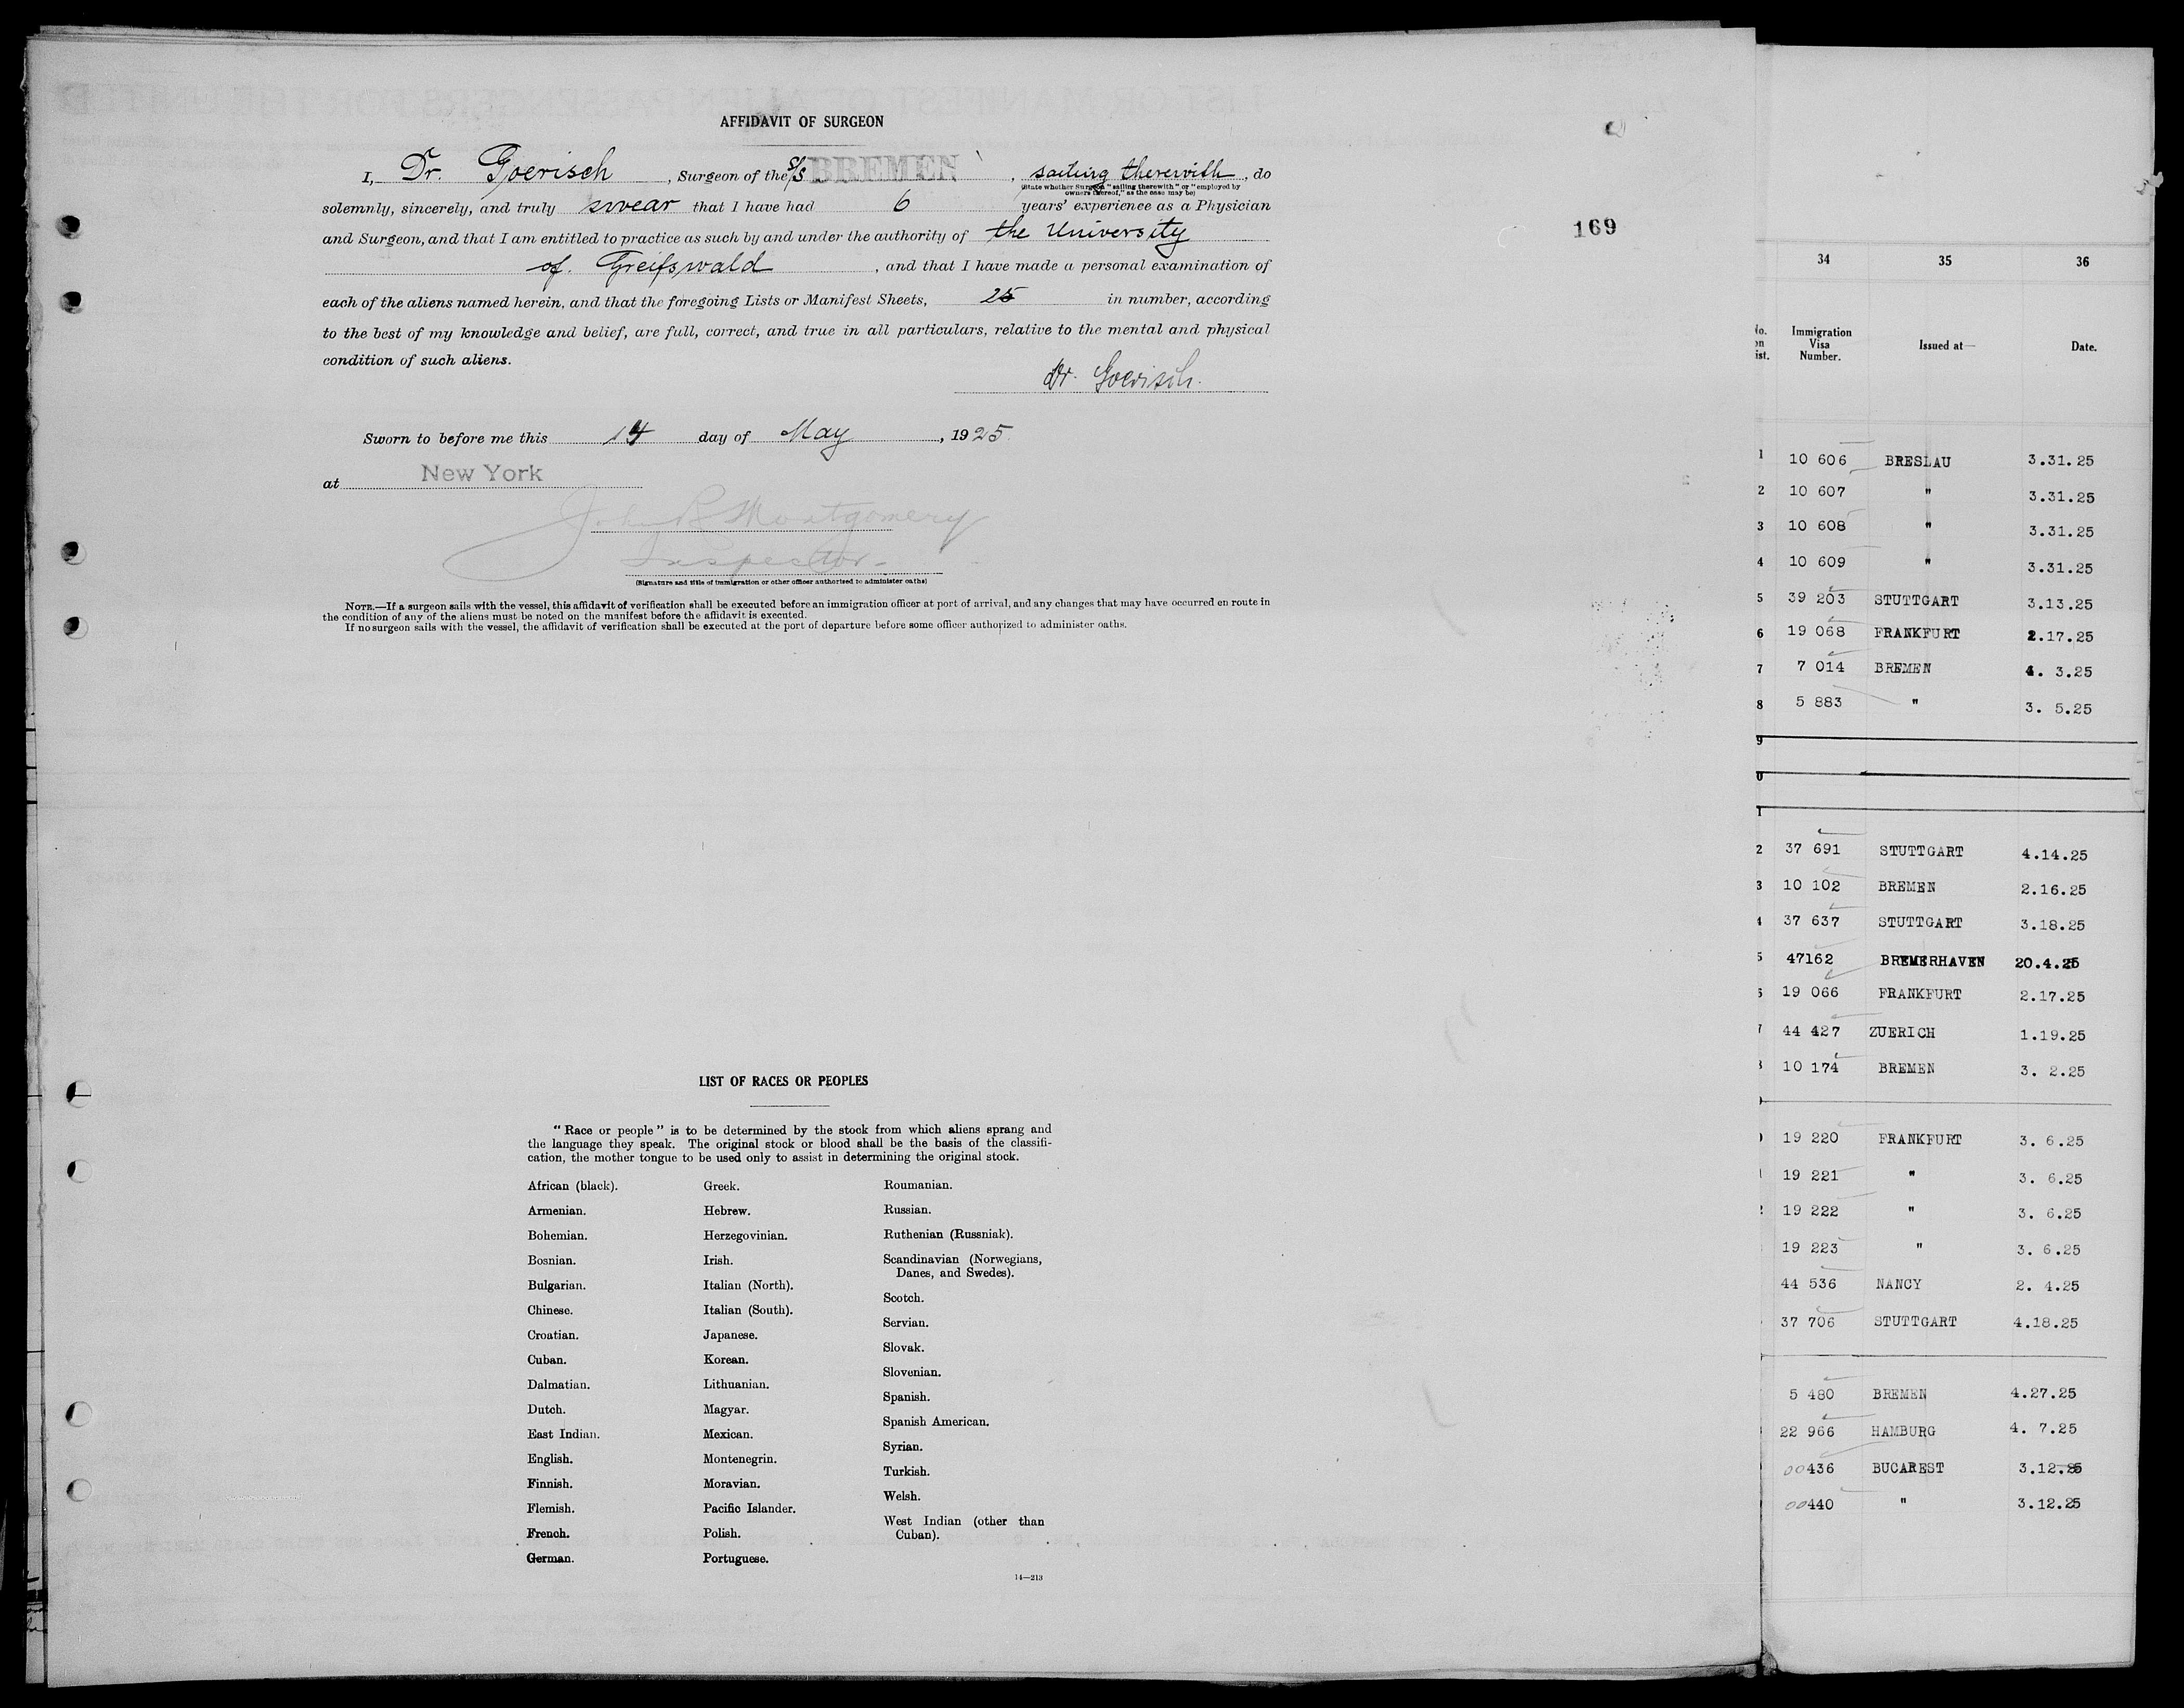 AFFIDAVIT OF SURGEON
I, Dr. Goerisch, Surgeon of the S/S BREMEN, sailing therewith, do
(State whether Surgeon "sailing therewith" or "employed by
owners thereof," as the case may be)
solemnly, sincerely, and truly swear that I have had 6 years' experience as a Physician
and Surgeon, and that I am entitled to practice as such by and under the authority of the University
of Greifswald, and that I have made a personal examination of
each of the aliens named herein, and that the foregoing Lists or Manifest Sheets, 25 in number, according
to the best of my knowledge and belief, are full, correct, and true in all particulars, relative to the mental and physical
condition of such aliens.
Dr. Goerisch.
Sworn to before me this 14 day of May, 1925.
at New York
John R Montgomery
Inspector.
(Signature and title of immigration or other officer authorized to administer oaths)
NOTE.—If a surgeon sails with the vessel, this affidavit of verification shall be executed before an immigration officer at port of arrival, and any changes that may have occurred en route in
the condition of any of the aliens must be noted on the manifest before the affidavit is executed.
If no surgeon sails with the vessel, the affidavit of verification shall be executed at the port of departure before some officer authorized to administer oaths.
169
LIST OF RACES OR PEOPLES
"Race or people" is to be determined by the stock from which aliens sprang and
the language they speak. The original stock or blood shall be the basis of the classifi-
cation, the mother tongue to be used only to assist in determining the original stock.
African (black).
Armenian.
Bohemian.
Bosnian.
Bulgarian.
Chinese.
Croatian.
Cuban.
Dalmatian.
Dutch.
East Indian.
English.
Finnish.
Flemish.
French.
German.
Greek.
Hebrew.
Herzegovinian.
Irish.
Italian (North).
Italian (South).
Japanese.
Korean.
Lithuanian.
Magyar.
Mexican.
Montenegrin.
Moravian.
Pacific Islander.
Polish.
Portuguese.
Roumanian.
Russian.
Ruthenian (Russniak).
Scandinavian (Norwegians,
Danes, and Swedes).
Scotch.
Servian.
Slovak.
Slovenian.
Spanish.
Spanish American.
Syrian.
Turkish.
Welsh.
West Indian (other than
Cuban).
14—213
34 35 36
Immigration
Visa
Number.
Issued at—
Date.
1 10 606 BRESLAU 3.31.25
2 10 607 " 3.31.25
3 10 608 " 3.31.25
4 10 609 " 3.31.25
5 39 203 STUTTGART 3.13.25
6 19 068 FRANKFURT 2.17.25
7 7 014 BREMEN 4. 3.25
8 5 883 " 3. 5.25
9
0
1
2 37 691 STUTTGART 4.14.25
3 10 102 BREMEN 2.16.25
4 37 637 STUTTGART 3.18.25
5 47162 BREMERHAVEN 20.4.25
19 066 FRANKFURT 2.17.25
7 44 427 ZUERICH 1.19.25
10 174 BREMEN 3. 2.25
19 220 FRANKFURT 3. 6.25
19 221 " 3. 6.25
19 222 " 3. 6.25
19 223 " 3. 6.25
44 536 NANCY 2. 4.25
37 706 STUTTGART 4.18.25
5 480 BREMEN 4.27.25
22 966 HAMBURG 4. 7.25
00436 BUCAREST 3.12.25
00440 " 3.12.25